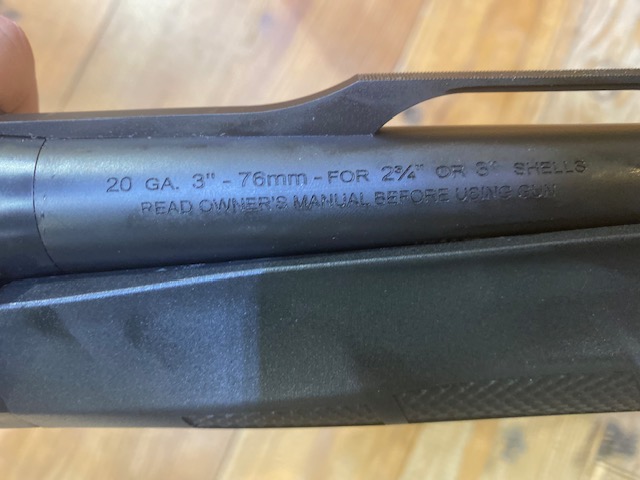 20 GA. 3" - 76mm - FOR 2¾" OR 3" SHELLS
READ OWNER'S MANUAL BEFORE USING GUN